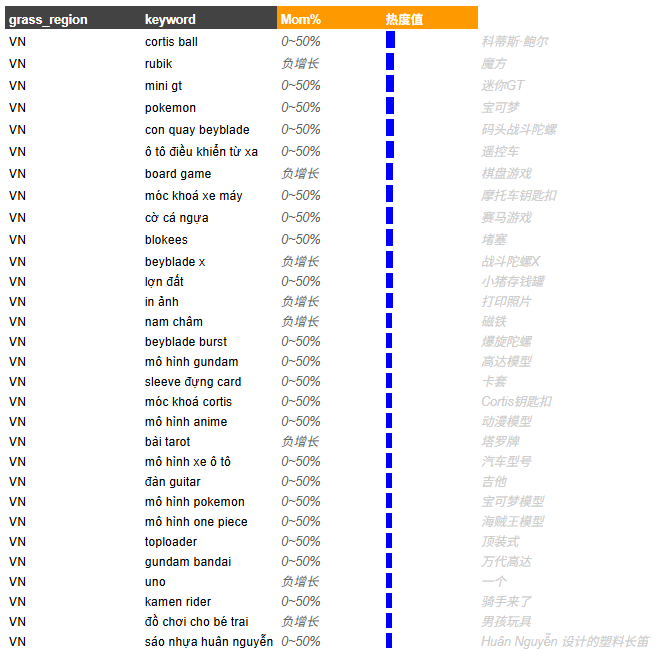 grass_region keyword Mom% 热度值
VN cortis ball 0~50% 科蒂斯·鲍尔
VN rubik 负增长 魔方
VN mini gt 0~50% 迷你GT
VN pokemon 0~50% 宝可梦
VN con quay beyblade 0~50% 码头战斗陀螺
VN ô tô điều khiển từ xa 0~50% 遥控车
VN board game 负增长 棋盘游戏
VN móc khoá xe máy 0~50% 摩托车钥匙扣
VN cờ cá ngựa 0~50% 赛马游戏
VN blokees 0~50% 堵塞
VN beyblade x 负增长 战斗陀螺X
VN lợn đất 0~50% 小猪存钱罐
VN in ảnh 负增长 打印照片
VN nam châm 负增长 磁铁
VN beyblade burst 0~50% 爆旋陀螺
VN mô hình gundam 0~50% 高达模型
VN sleeve đựng card 0~50% 卡套
VN móc khoá cortis 0~50% Cortis钥匙扣
VN mô hình anime 0~50% 动漫模型
VN bài tarot 负增长 塔罗牌
VN mô hình xe ô tô 0~50% 汽车型号
VN đàn guitar 0~50% 吉他
VN mô hình pokemon 0~50% 宝可梦模型
VN mô hình one piece 0~50% 海贼王模型
VN toploader 0~50% 顶装式
VN gundam bandai 0~50% 万代高达
VN uno 负增长 一个
VN kamen rider 0~50% 骑手来了
VN đồ chơi cho bé trai 负增长 男孩玩具
VN sáo nhựa huân nguyễn 0~50% Huân Nguyễn 设计的塑料长笛